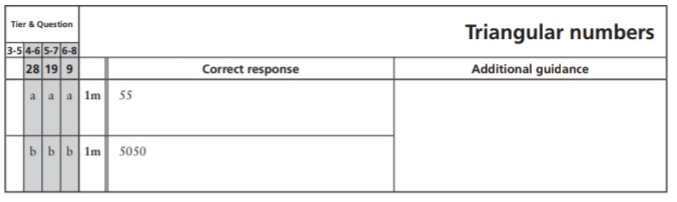 Tier & Question
Triangular numbers
3-5 4-6 5-7 6-8
28 19 9 Correct response Additional guidance
a a a 1m 55
b b b 1m 5050